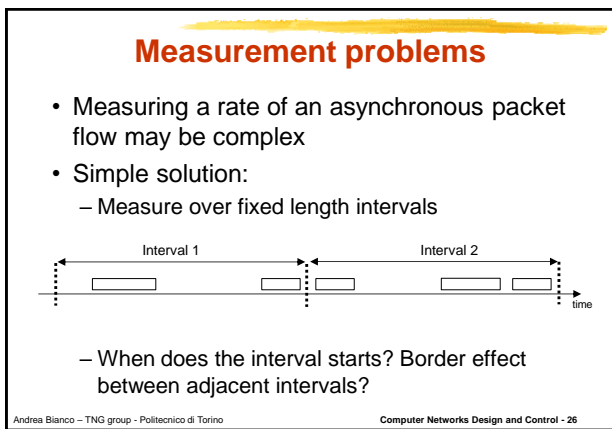 Measurement problems
• Measuring a rate of an asynchronous packet
flow may be complex
• Simple solution:
– Measure over fixed length intervals
Interval 1
Interval 2
time
– When does the interval starts? Border effect
between adjacent intervals?
Andrea Bianco – TNG group - Politecnico di Torino
Computer Networks Design and Control - 26